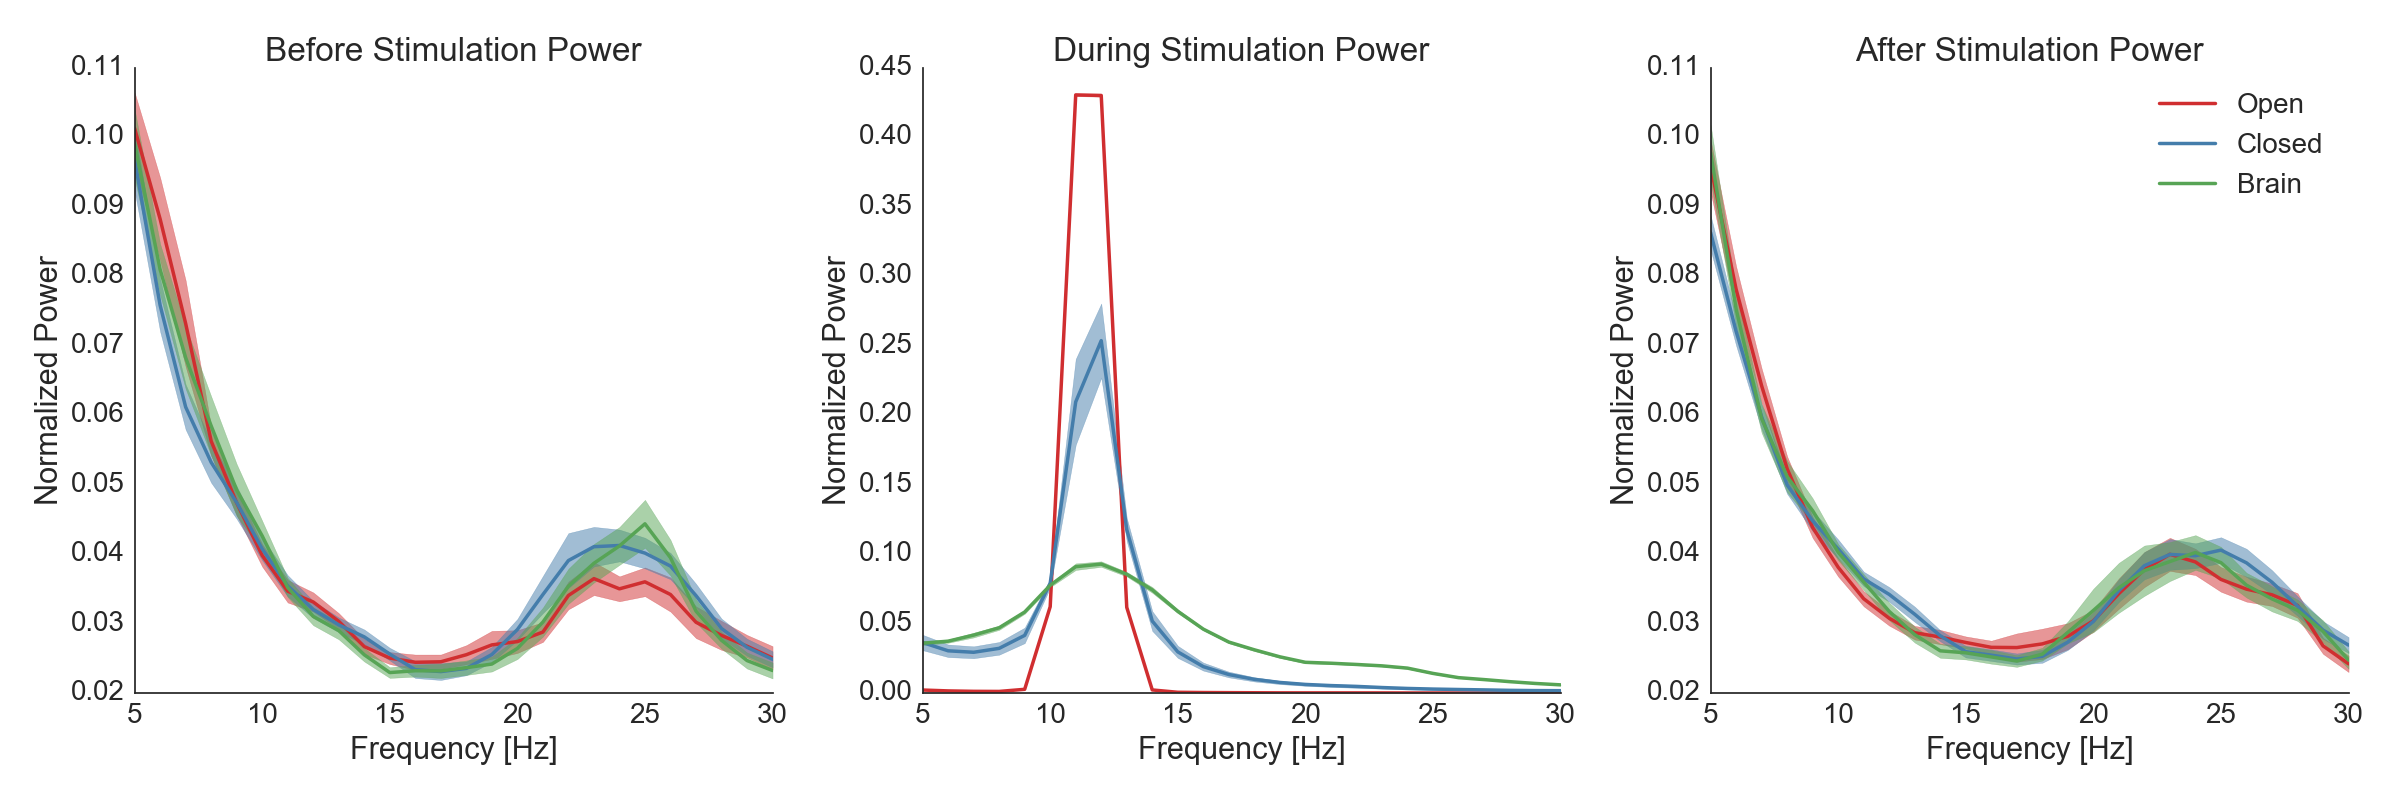 Before Stimulation Power
0.11
0.10
0.09
0.08
0.07
0.06
0.05
0.04
0.03
0.02
Normalized Power
5 10 15 20 25 30
Frequency [Hz]
During Stimulation Power
0.45
0.40
0.35
0.30
0.25
0.20
0.15
0.10
0.05
0.00
Normalized Power
5 10 15 20 25 30
Frequency [Hz]
After Stimulation Power
0.11
0.10
0.09
0.08
0.07
0.06
0.05
0.04
0.03
0.02
Normalized Power
5 10 15 20 25 30
Frequency [Hz]
Open
Closed
Brain